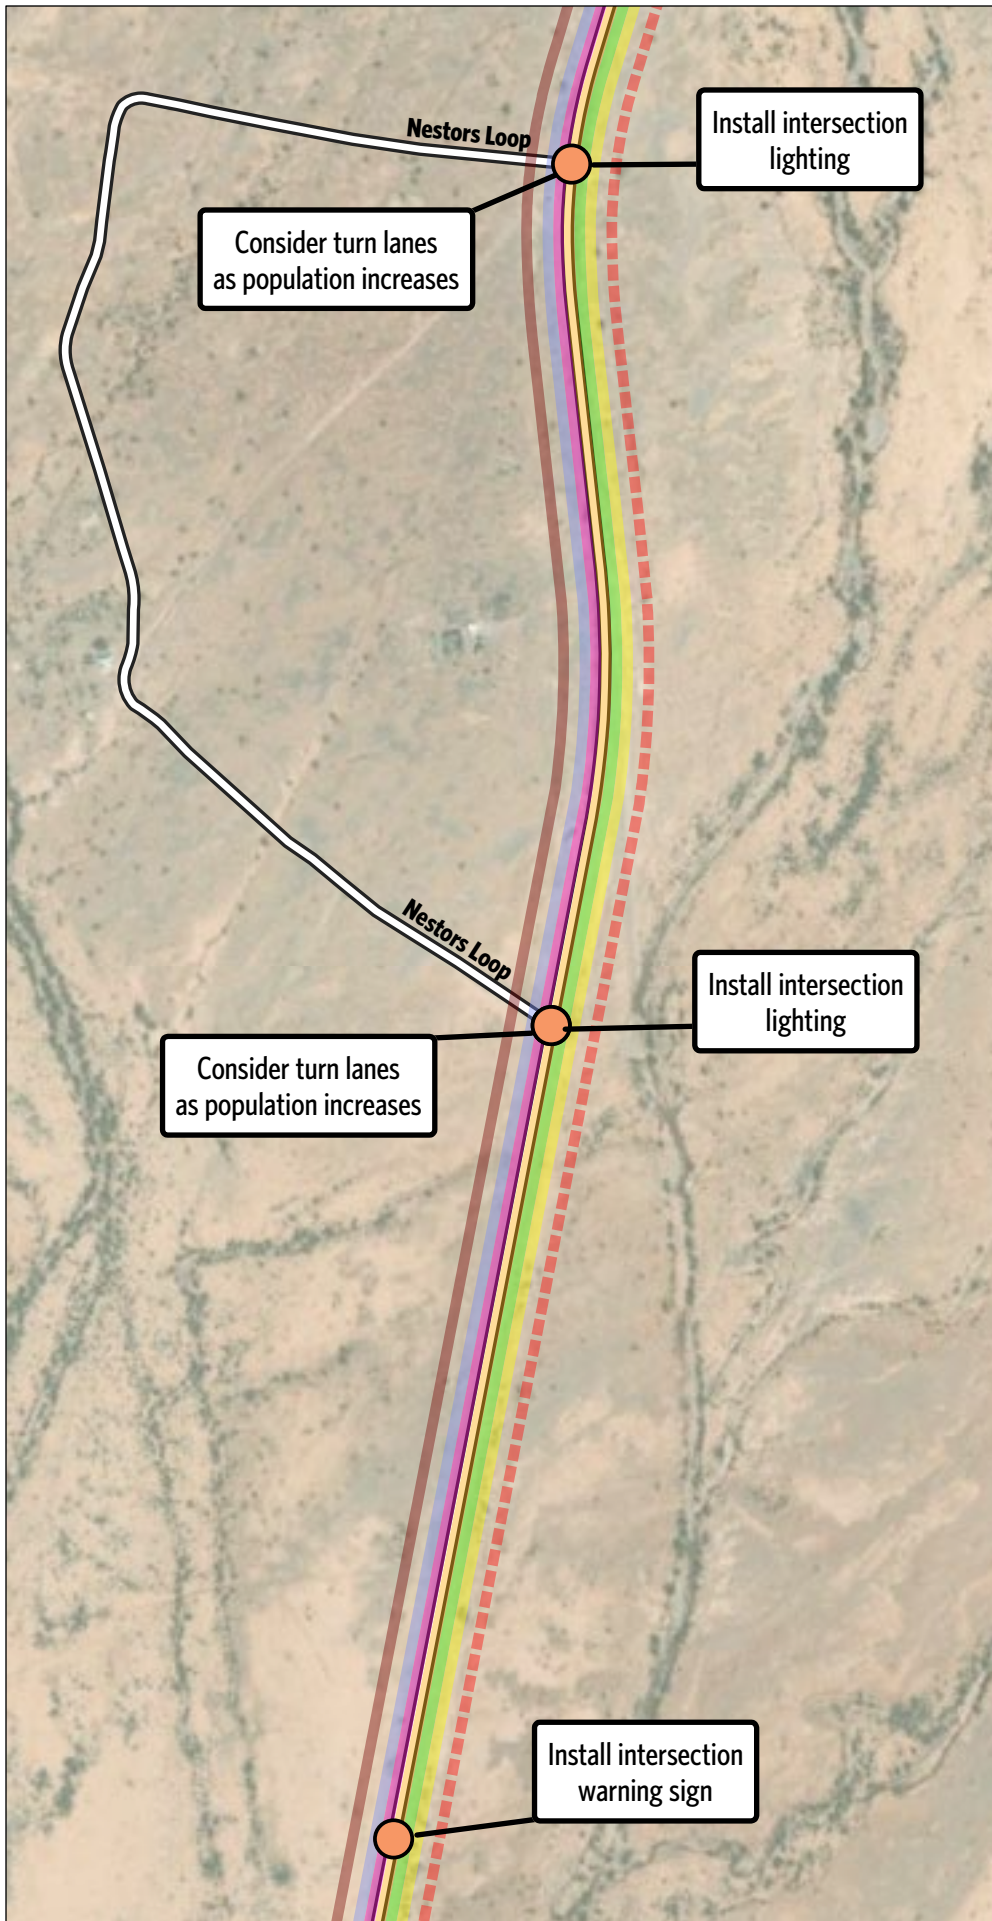 Nestors Loop
Install intersection
lighting
Consider turn lanes
as population increases
Nestors Loop
Install intersection
lighting
Consider turn lanes
as population increases
Install intersection
warning sign